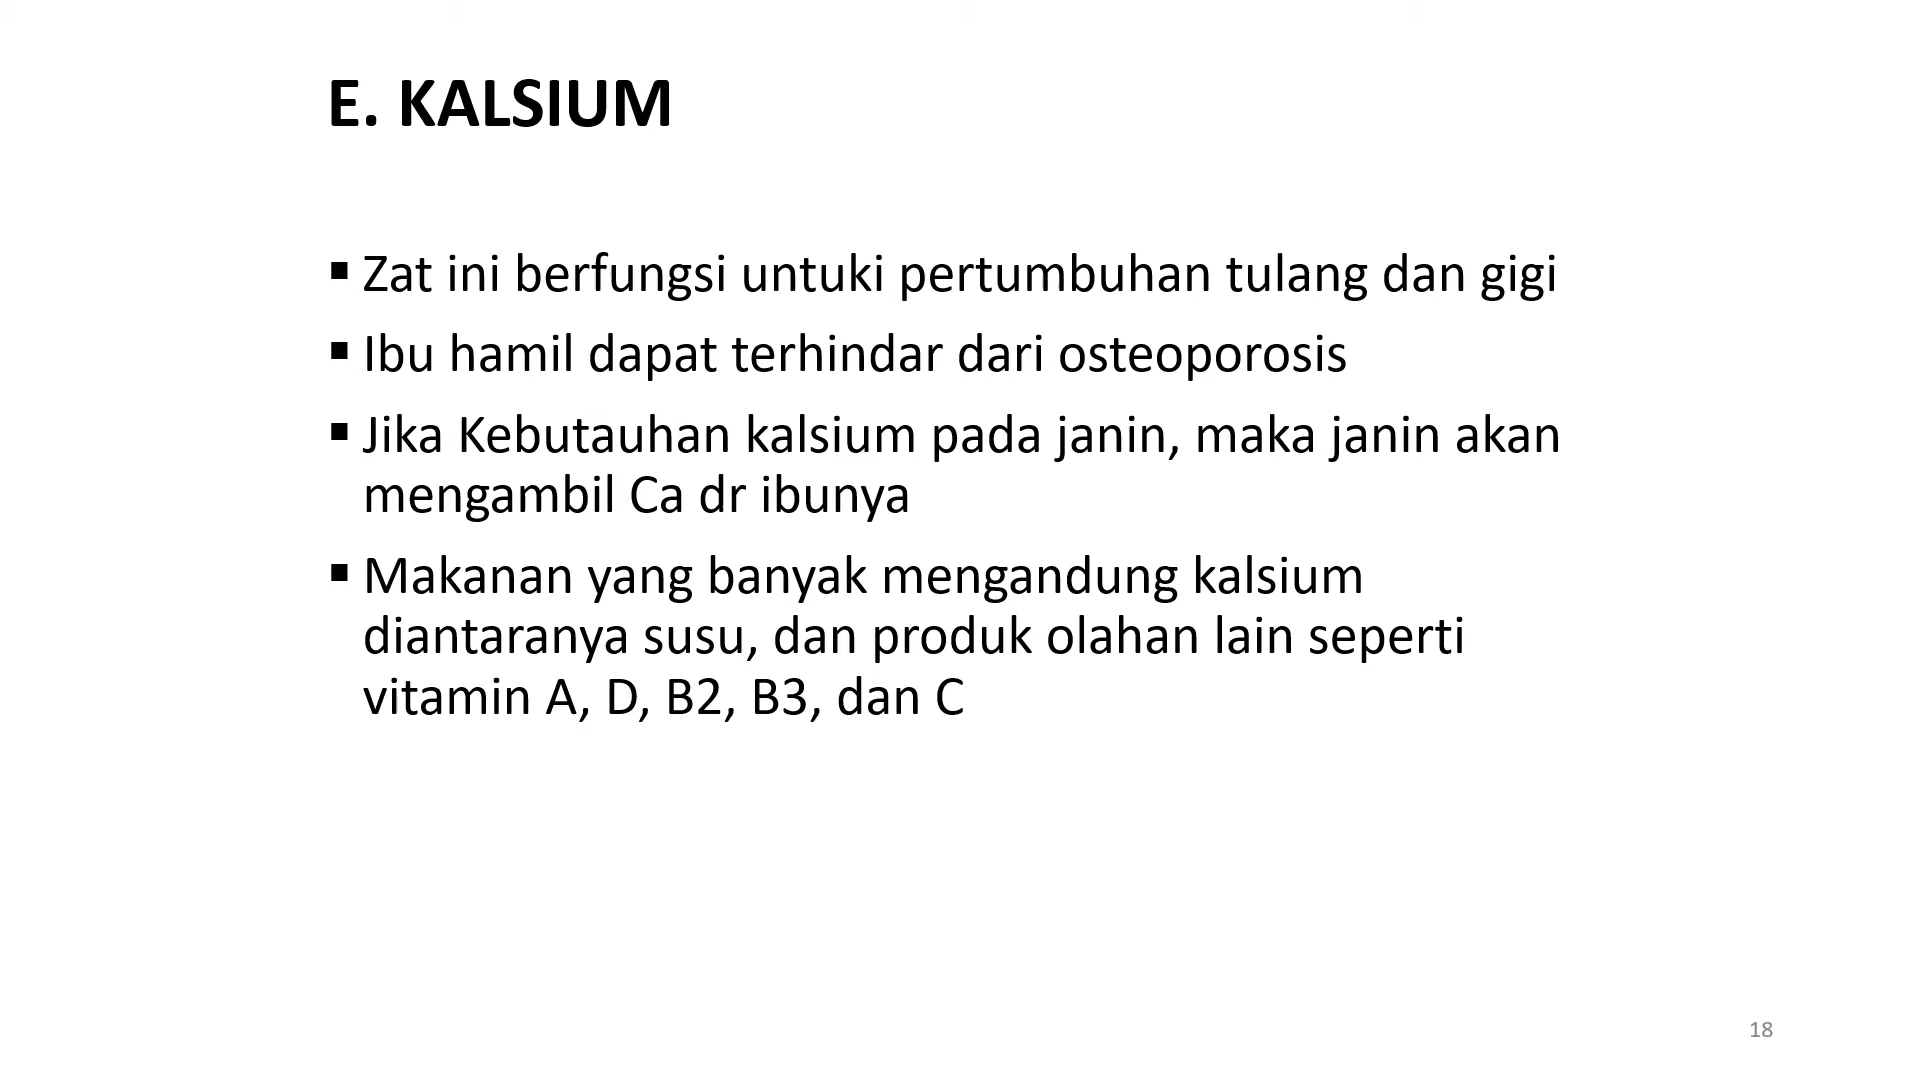 E. KALSIUM
▪ Zat ini berfungsi untuki pertumbuhan tulang dan gigi
▪ Ibu hamil dapat terhindar dari osteoporosis
▪ Jika Kebutauhan kalsium pada janin, maka janin akan
mengambil Ca dr ibunya
▪ Makanan yang banyak mengandung kalsium
diantaranya susu, dan produk olahan lain seperti
vitamin A, D, B2, B3, dan C
18